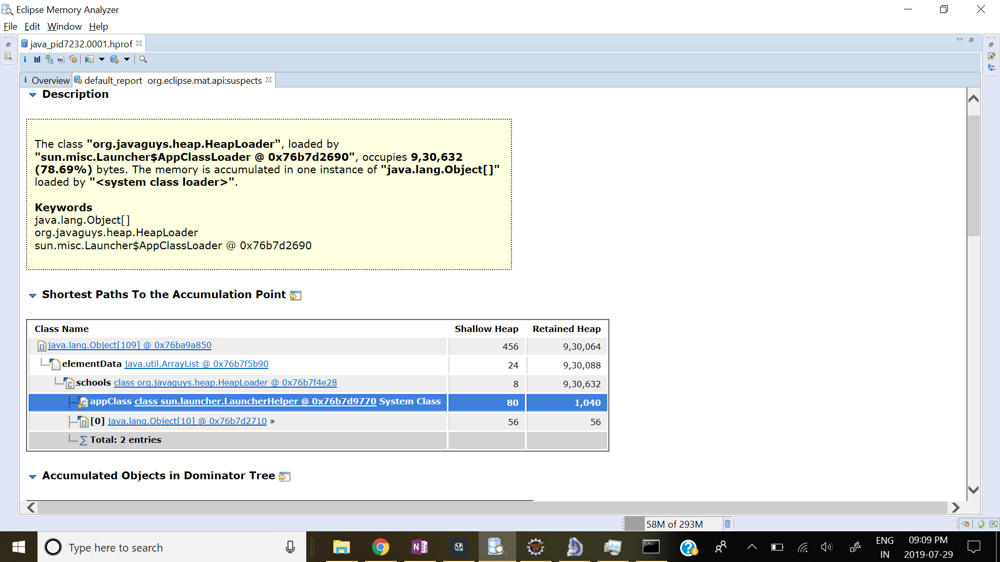 Eclipse Memory Analyzer
File Edit Window Help
java_pid7232.0001.hprof
i Overview default_report org.eclipse.mat.api:suspects
Description
The class "org.javaguys.heap.HeapLoader", loaded by
"sun.misc.Launcher$AppClassLoader @ 0x76b7d2690", occupies 9,30,632
(78.69%) bytes. The memory is accumulated in one instance of "java.lang.Object[]"
loaded by "<system class loader>".
Keywords
java.lang.Object[]
org.javaguys.heap.HeapLoader
sun.misc.Launcher$AppClassLoader @ 0x76b7d2690
Shortest Paths To the Accumulation Point
Class Name Shallow Heap Retained Heap
java.lang.Object[109] @ 0x76ba9a850 456 9,30,064
elementData java.util.ArrayList @ 0x76b7f5b90 24 9,30,088
schools class org.javaguys.heap.HeapLoader @ 0x76b7f4e28 8 9,30,632
appClass class sun.launcher.LauncherHelper @ 0x76b7d9770 System Class 80 1,040
[0] java.lang.Object[10] @ 0x76b7d2710 » 56 56
Total: 2 entries
Accumulated Objects in Dominator Tree
58M of 293M
Type here to search
ENG 09:09 PM
IN 2019-07-29